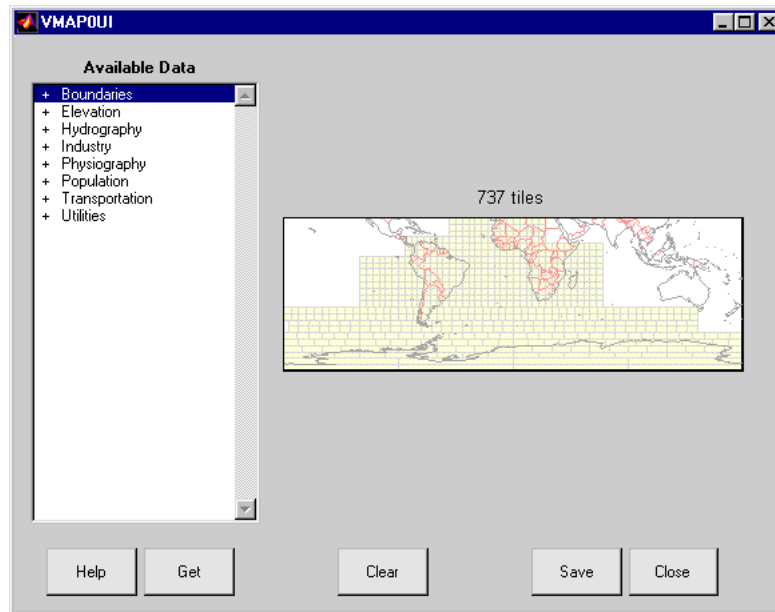 VMAP0UI
Available Data
+ Boundaries
+ Elevation
+ Hydrography
+ Industry
+ Physiography
+ Population
+ Transportation
+ Utilities
737 tiles
Help Get Clear Save Close